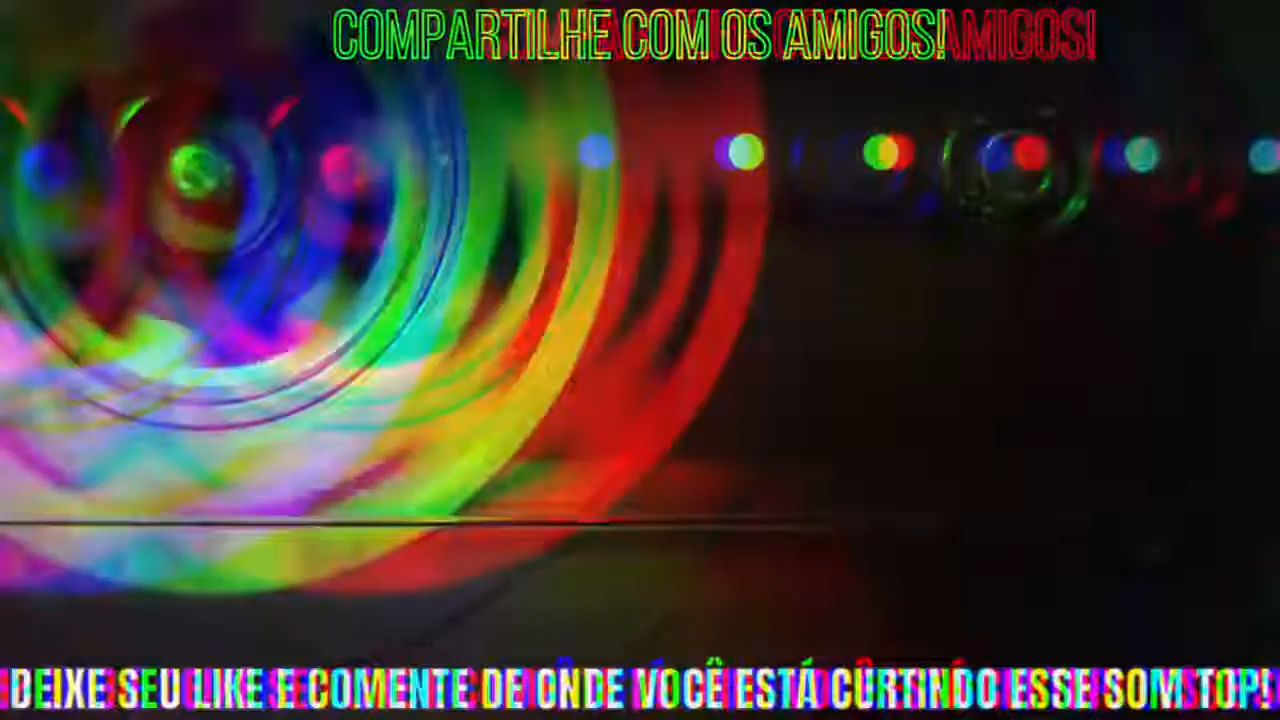 COMPARTILHE COM OS AMIGOS!
DEIXE SEU LIKE E COMENTE DE ONDE VOCÊ ESTÁ CURTINDO ESSE SOM TOP!